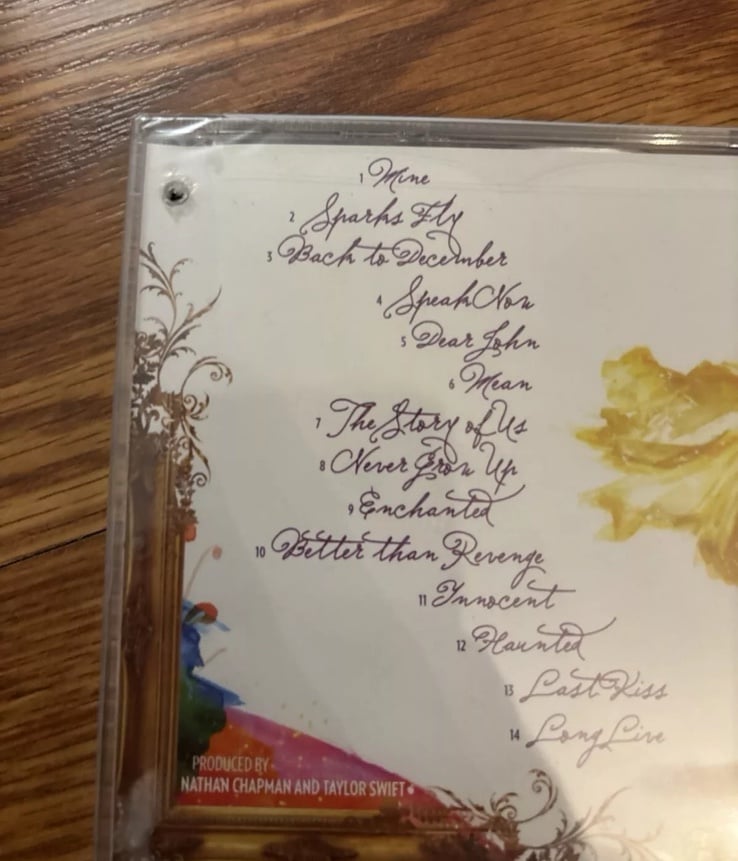 1 Mine
2 Sparks Fly
3 Back to December
4 Speak Now
5 Dear John
6 Mean
7 The Story of Us
8 Never Grow Up
9 Enchanted
10 Better than Revenge
11 Innocent
12 Haunted
13 Last Kiss
14 Long Live
PRODUCED BY
NATHAN CHAPMAN AND TAYLOR SWIFT